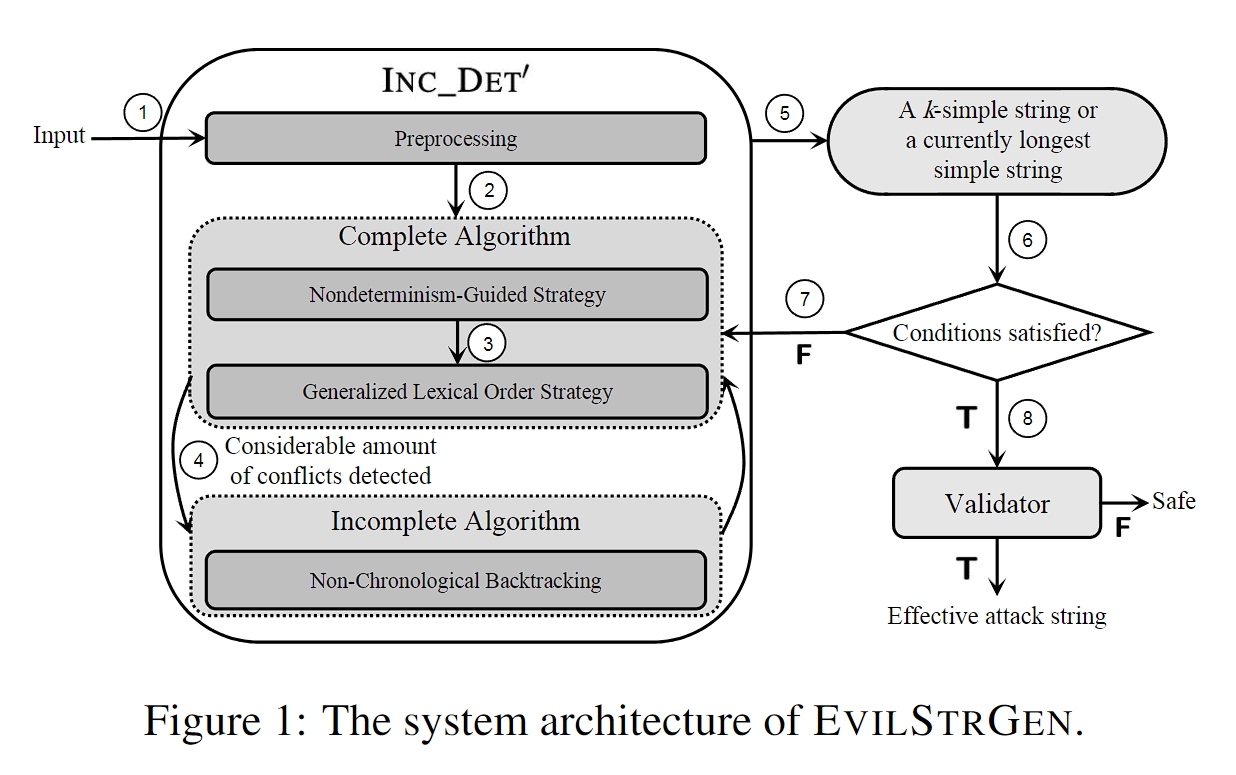 INC_DET′
1
Input
Preprocessing
2
Complete Algorithm
Nondeterminism-Guided Strategy
3
Generalized Lexical Order Strategy
4
Considerable amount
of conflicts detected
Incomplete Algorithm
Non-Chronological Backtracking
5
A k-simple string or
a currently longest
simple string
6
7
F
Conditions satisfied?
T
8
Validator
Safe
F
T
Effective attack string
Figure 1: The system architecture of EVILSTRGEN.